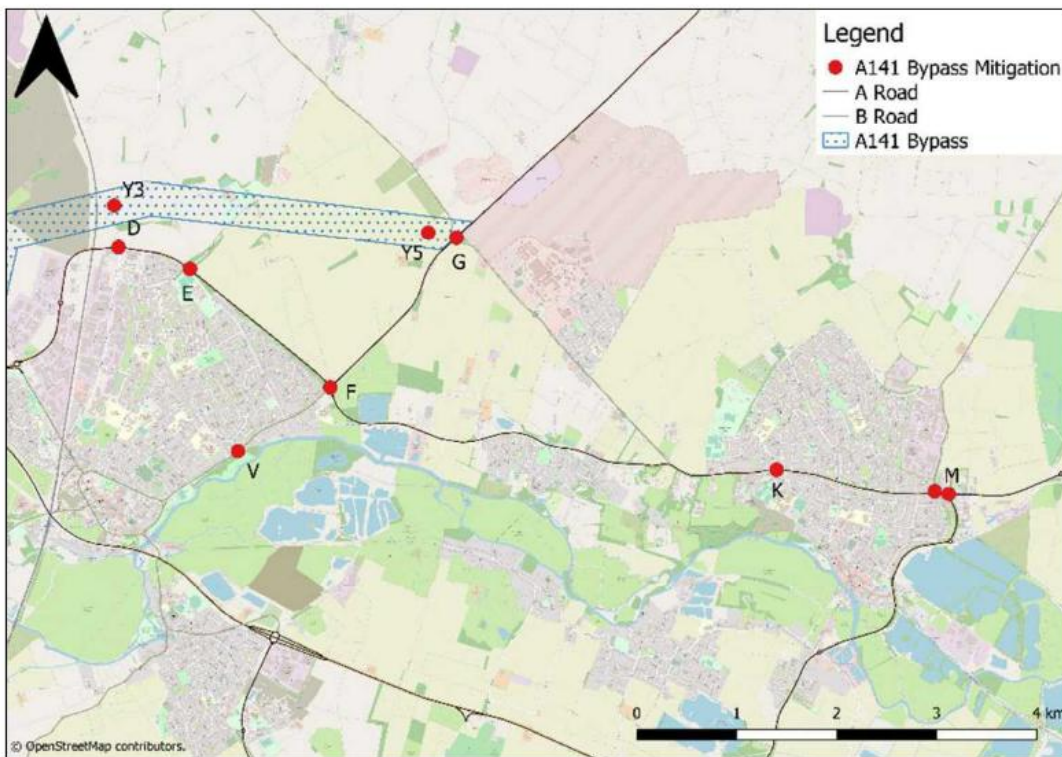 Legend
A141 Bypass Mitigation
A Road
B Road
A141 Bypass
Y3
D
Y5
G
E
F
V
K
M
0 1 2 3 4 km
© OpenStreetMap contributors.